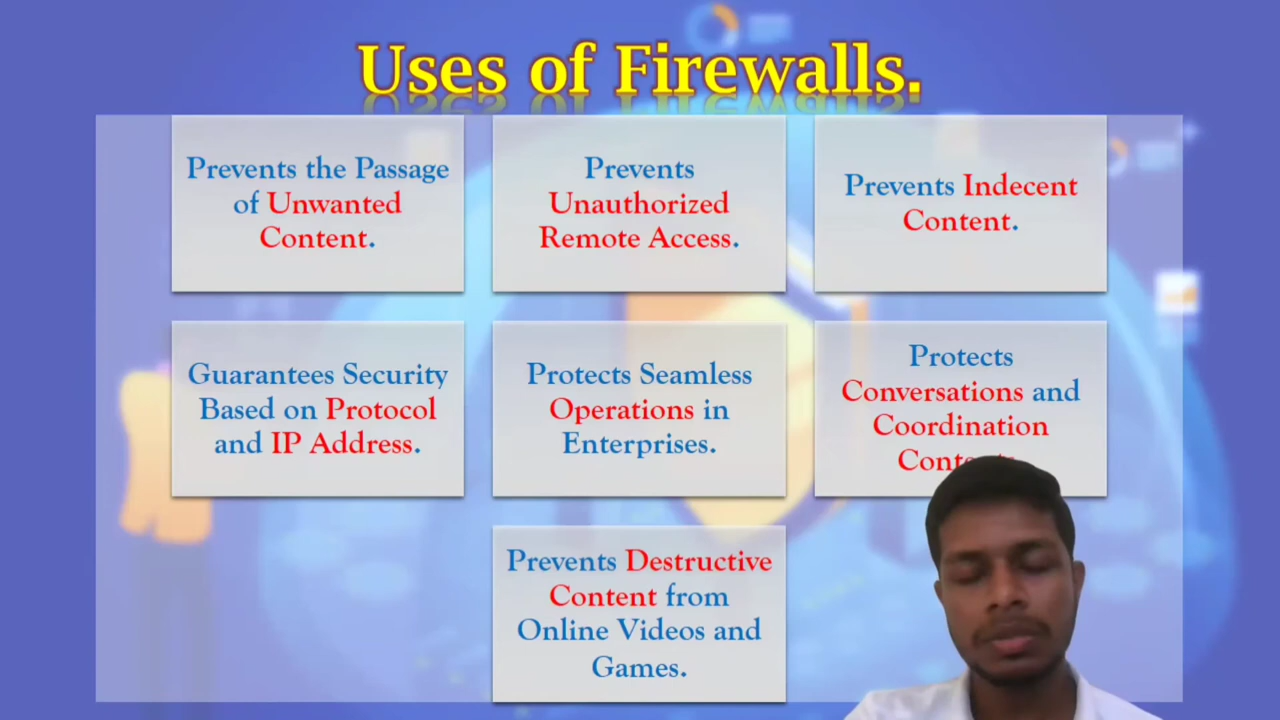 Uses of Firewalls.
Prevents the Passage
of Unwanted
Content.
Prevents
Unauthorized
Remote Access.
Prevents Indecent
Content.
Guarantees Security
Based on Protocol
and IP Address.
Protects Seamless
Operations in
Enterprises.
Protects
Conversations and
Coordination
Prevents Destructive
Content from
Online Videos and
Games.